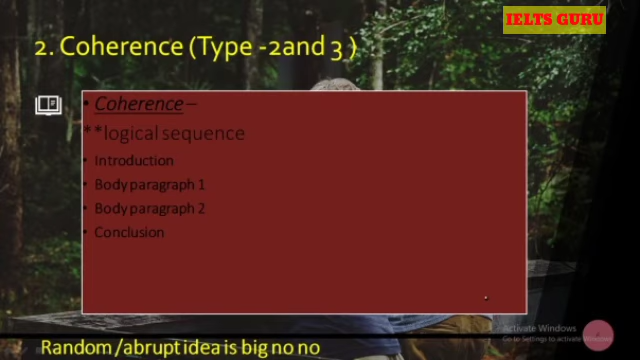 IELTS GURU
2. Coherence (Type -2and 3 )
• Coherence –
**logical sequence
• Introduction
• Body paragraph 1
• Body paragraph 2
• Conclusion
Activate Windows
Go to Settings to activate Windows.
Random /abrupt idea is big no no